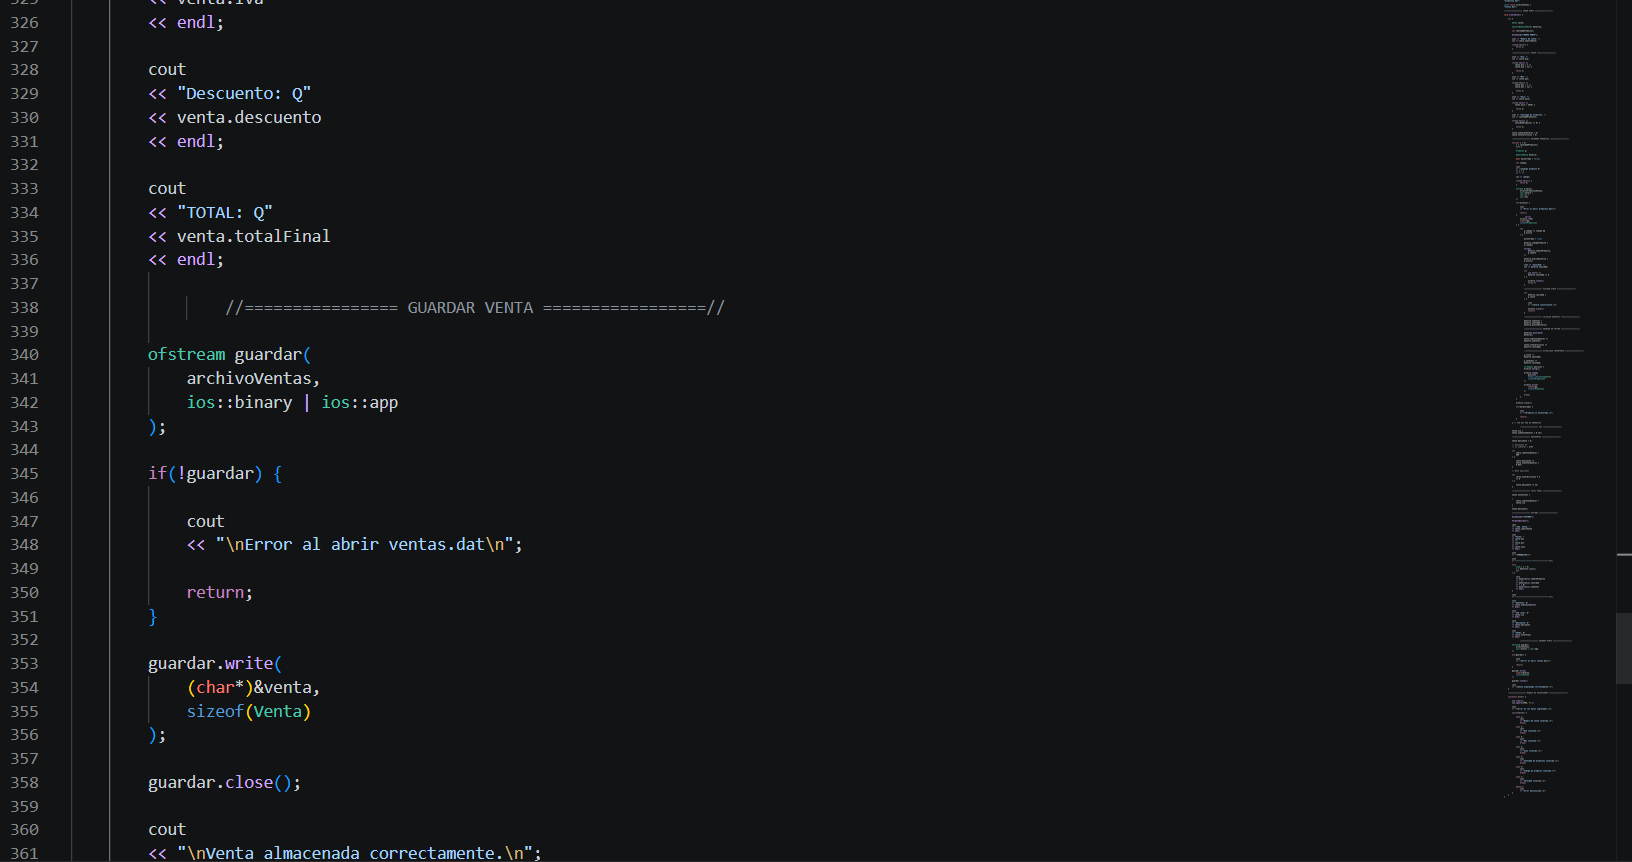 325 << venta.iva
326 << endl;
327
328 cout
329 << "Descuento: Q"
330 << venta.descuento
331 << endl;
332
333 cout
334 << "TOTAL: Q"
335 << venta.totalFinal
336 << endl;
337
338 //================ GUARDAR VENTA =================//
339
340 ofstream guardar(
341 archivoVentas,
342 ios::binary | ios::app
343 );
344
345 if(!guardar) {
346
347 cout
348 << "\nError al abrir ventas.dat\n";
349
350 return;
351 }
352
353 guardar.write(
354 (char*)&venta,
355 sizeof(Venta)
356 );
357
358 guardar.close();
359
360 cout
361 << "\nVenta almacenada correctamente.\n";